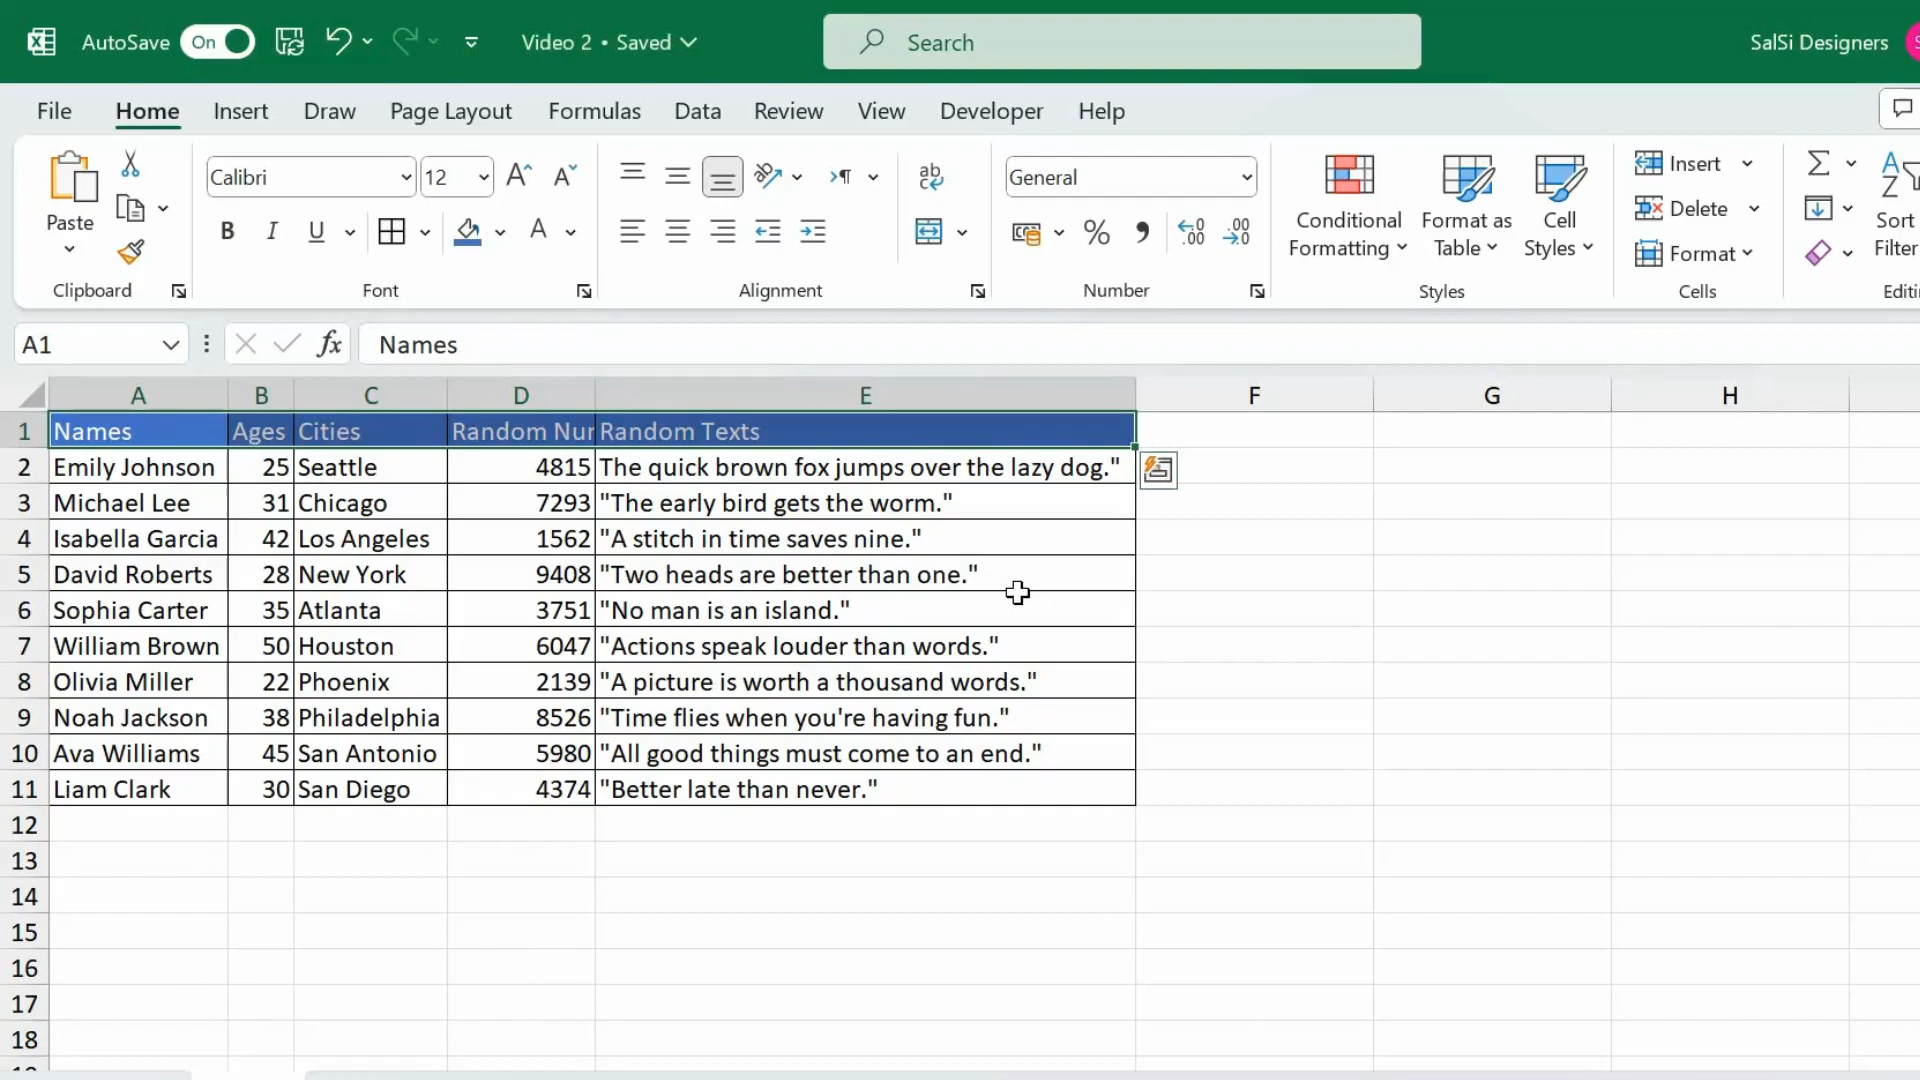 AutoSave On Video 2 • Saved Search SalSi Designers
File Home Insert Draw Page Layout Formulas Data Review View Developer Help
Paste
Calibri 12
B I U A
General
Conditional Formatting
Format as Table
Cell Styles
Insert
Delete
Format
Sort
Filter
Clipboard Font Alignment Number Styles Cells Editi
A1 fx Names
A B C D E F G H
1 Names Ages Cities Random Nur Random Texts
2 Emily Johnson 25 Seattle 4815 The quick brown fox jumps over the lazy dog."
3 Michael Lee 31 Chicago 7293 "The early bird gets the worm."
4 Isabella Garcia 42 Los Angeles 1562 "A stitch in time saves nine."
5 David Roberts 28 New York 9408 "Two heads are better than one."
6 Sophia Carter 35 Atlanta 3751 "No man is an island."
7 William Brown 50 Houston 6047 "Actions speak louder than words."
8 Olivia Miller 22 Phoenix 2139 "A picture is worth a thousand words."
9 Noah Jackson 38 Philadelphia 8526 "Time flies when you're having fun."
10 Ava Williams 45 San Antonio 5980 "All good things must come to an end."
11 Liam Clark 30 San Diego 4374 "Better late than never."
12
13
14
15
16
17
18